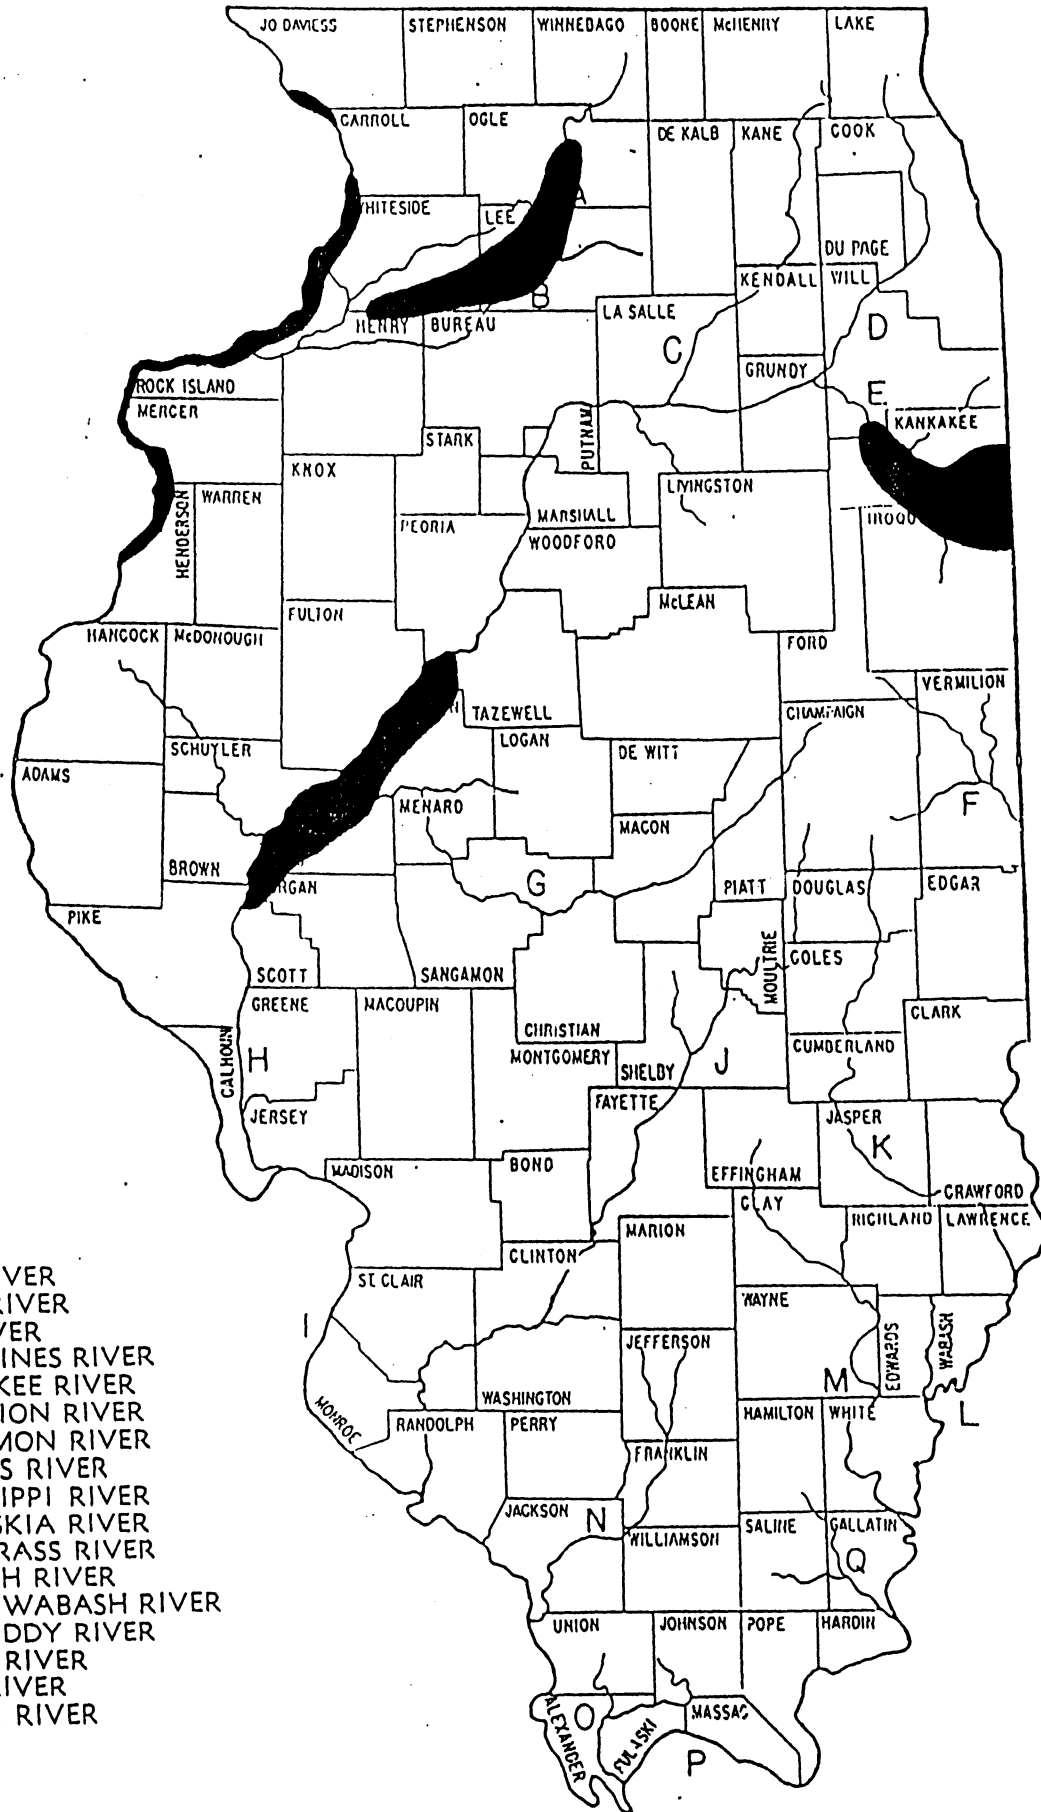 JO DAVIESS STEPHENSON WINNEBAGO BOONE McHENRY LAKE
CARROLL OGLE DE KALB KANE COOK
A
WHITESIDE LEE
DU PAGE
KENDALL WILL
B
HENRY BUREAU LA SALLE
C D
GRUNDY
ROCK ISLAND
MERCER
E
KANKAKEE
STARK PUTNAM
KNOX
LIVINGSTON
WARREN
HENDERSON
PEORIA MARSHALL IROQU
WOODFORD
McLEAN
FULTON
HANCOCK McDONOUGH FORD
VERMILION
N TAZEWELL CHAMPAIGN
LOGAN
SCHUYLER DE WITT
ADAMS
MENARD F
MACON
BROWN
RGAN G PIATT DOUGLAS EDGAR
PIKE
MOULTRIE
COLES
SCOTT SANGAMON
GREENE MACOUPIN CLARK
CHRISTIAN
CALHOUN H MONTGOMERY CUMBERLAND
SHELBY J
FAYETTE
JERSEY JASPER
K
MADISON BOND EFFINGHAM
CRAWFORD
CLAY
RICHLAND LAWRENCE
MARION
CLINTON
ST. CLAIR
WAYNE
I
EDWARDS WABASH
JEFFERSON
M
WASHINGTON
MONROE
RANDOLPH PERRY HAMILTON WHITE L
FRANKLIN
JACKSON N
SALINE GALLATIN
WILLIAMSON
Q
UNION JOHNSON POPE HARDIN
ALEXANDER O PULASKI MASSAC
P
VER
RIVER
VER
INES RIVER
KEE RIVER
ION RIVER
MON RIVER
S RIVER
IPPI RIVER
SKIA RIVER
RASS RIVER
H RIVER
WABASH RIVER
DDY RIVER
RIVER
IVER
RIVER